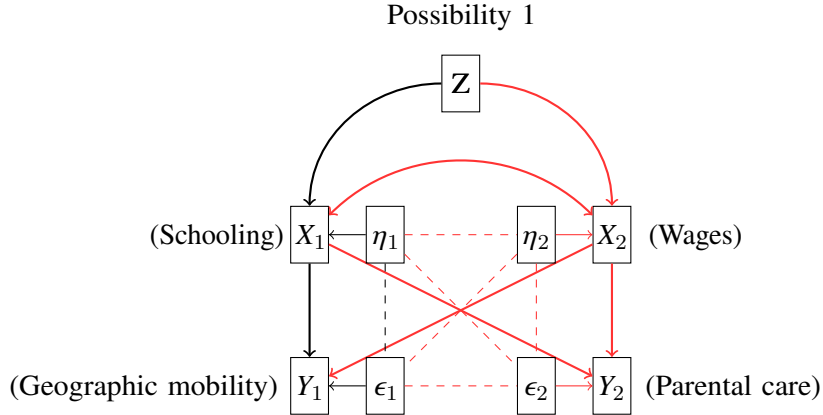 Possibility 1
Z
(Schooling) X₁ η₁ η₂ X₂ (Wages)
(Geographic mobility) Y₁ ϵ₁ ϵ₂ Y₂ (Parental care)